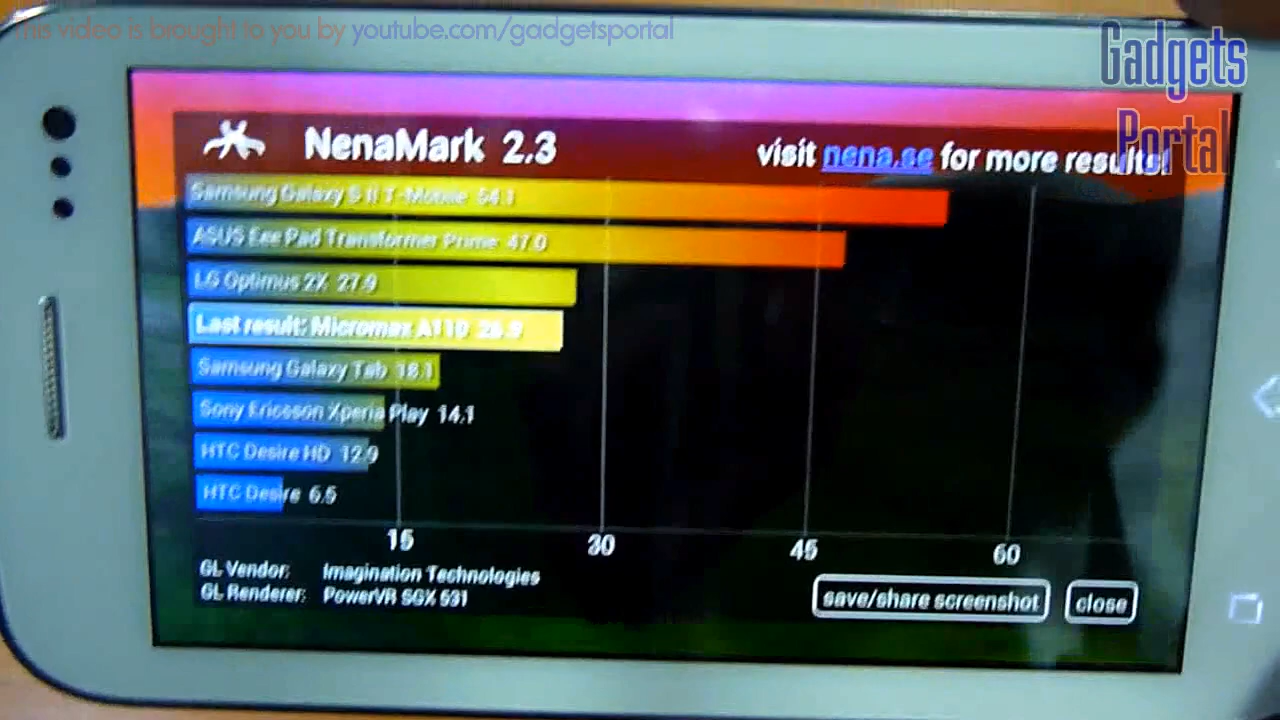 This video is brought to you by youtube.com/gadgetsportal
Gadgets
Portal
NenaMark 2.3
visit nena.se for more results!
Samsung Galaxy S II T-Mobile 54.1
ASUS Eee Pad Transformer Prime 47.0
LG Optimus 2X 27.9
Last result: Micromax A110 26.9
Samsung Galaxy Tab 18.1
Sony Ericsson Xperia Play 14.1
HTC Desire HD 12.9
HTC Desire 6.5
15 30 45 60
GL Vendor: Imagination Technologies
GL Renderer: PowerVR SGX 531
save/share screenshot close